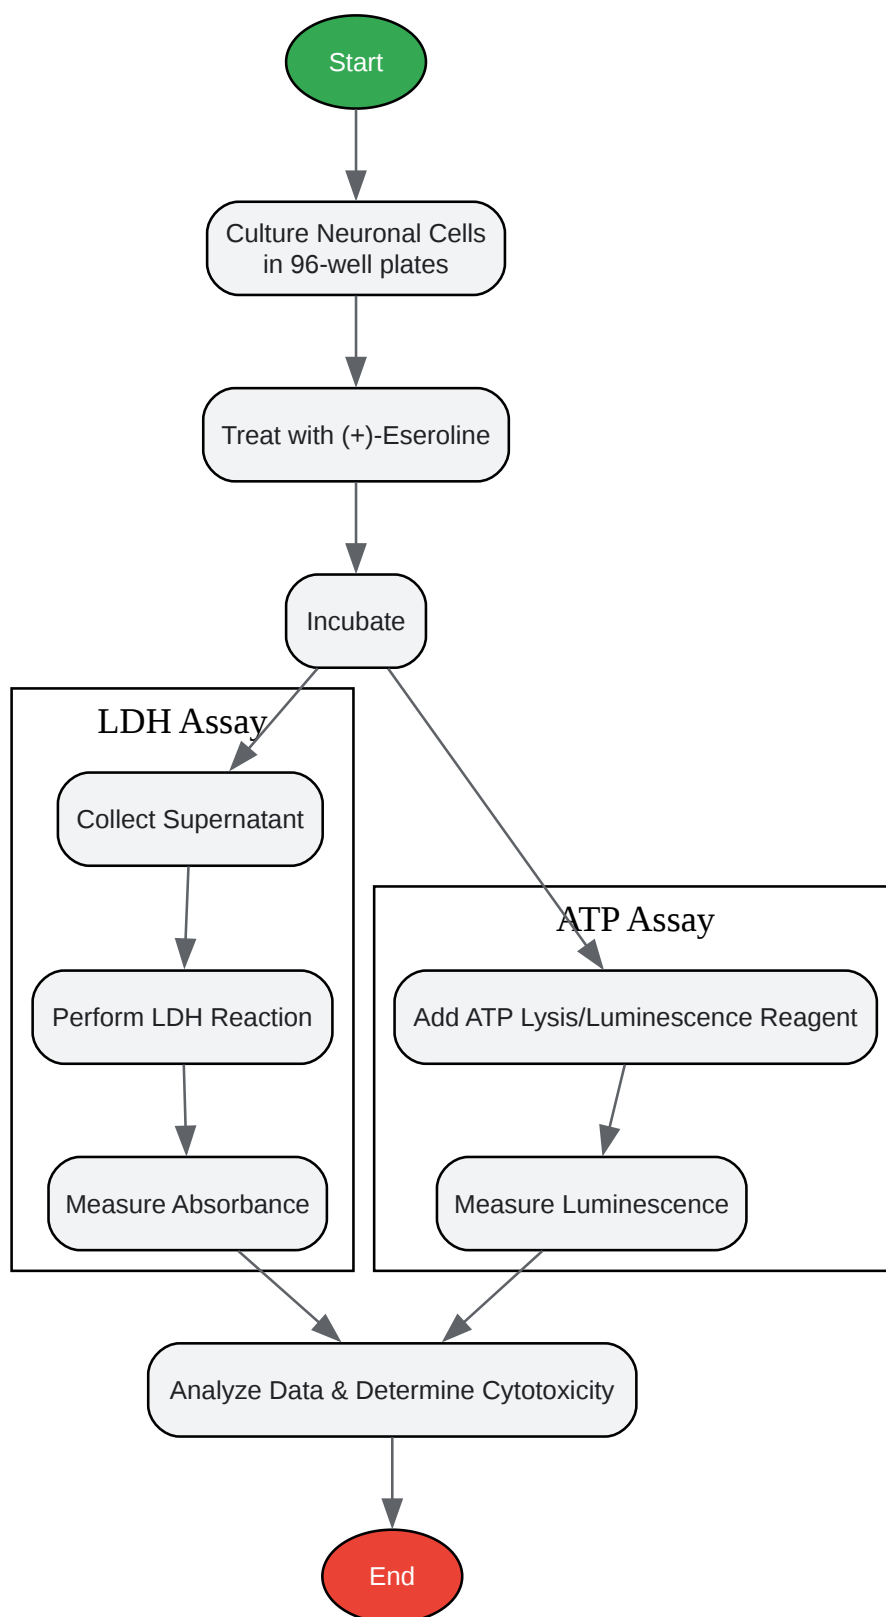 Start
Culture Neuronal Cells
in 96-well plates
Treat with (+)-Eseroline
Incubate
LDH Assay
Collect Supernatant
Perform LDH Reaction
Measure Absorbance
ATP Assay
Add ATP Lysis/Luminescence Reagent
Measure Luminescence
Analyze Data & Determine Cytotoxicity
End